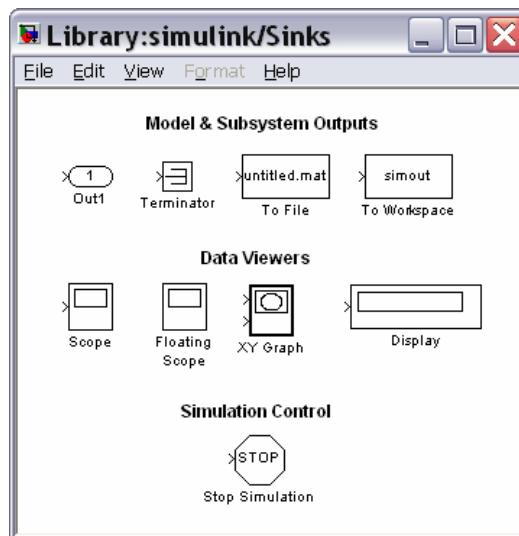 Library:simulink/Sinks
File Edit View Format Help
Model & Subsystem Outputs
1
untitled.mat
simout
Out1
Terminator
To File
To Workspace
Data Viewers
Scope
Floating
Scope
XY Graph
Display
Simulation Control
STOP
Stop Simulation